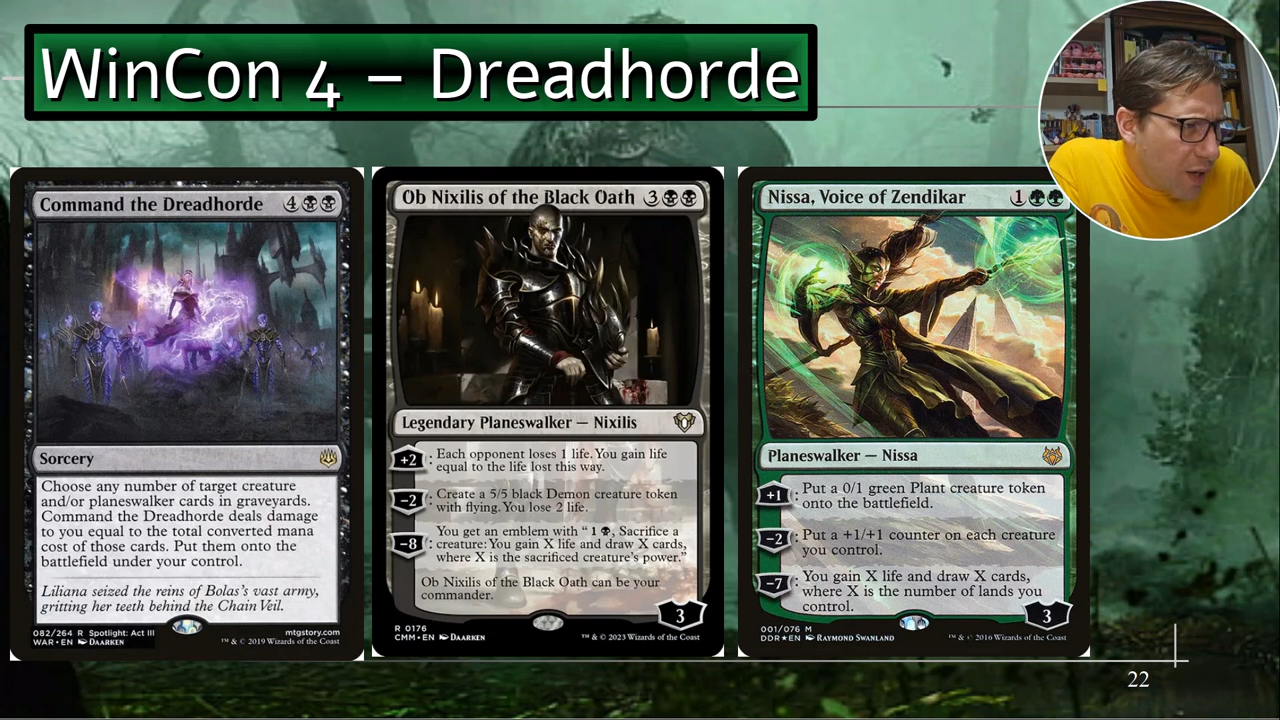 WinCon 4 – Dreadhorde
Command the Dreadhorde 4
Sorcery
Choose any number of target creature
and/or planeswalker cards in graveyards.
Command the Dreadhorde deals damage
to you equal to the total converted mana
cost of those cards. Put them onto the
battlefield under your control.
Liliana seized the reins of Bolas's vast army,
gritting her teeth behind the Chain Veil.
082/264 R Spotlight: Act III
WAR • EN Daarken
mtgstory.com
™ & © 2019 Wizards of the Coast
Ob Nixilis of the Black Oath 3
Legendary Planeswalker — Nixilis
+2 : Each opponent loses 1 life. You gain life
equal to the life lost this way.
-2 : Create a 5/5 black Demon creature token
with flying. You lose 2 life.
You get an emblem with "1 , Sacrifice a
-8 : creature: You gain X life and draw X cards,
where X is the sacrificed creature's power."
Ob Nixilis of the Black Oath can be your
commander.
3
R 0176
CMM • EN Daarken
™ & © 2023 Wizards of the Coast
Nissa, Voice of Zendikar 1
Planeswalker — Nissa
+1 : Put a 0/1 green Plant creature token
onto the battlefield.
-2 : Put a +1/+1 counter on each creature
you control.
-7 : You gain X life and draw X cards,
where X is the number of lands you
control.
3
001/076 M
DDR ★ EN Raymond Swanland
™ & © 2016 Wizards of the Coast
22